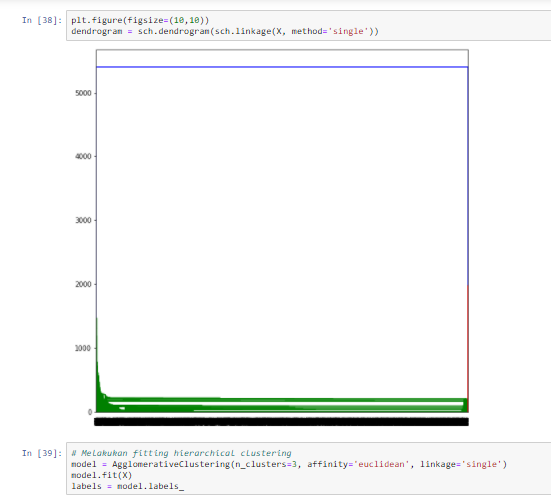 In [38]: plt.figure(figsize=(10,10))
dendrogram = sch.dendrogram(sch.linkage(X, method='single'))
5000
4000
3000
2000
1000
0
In [39]: # Melakukan fitting hierarchical clustering
model = AgglomerativeClustering(n_clusters=3, affinity='euclidean', linkage='single')
model.fit(X)
labels = model.labels_